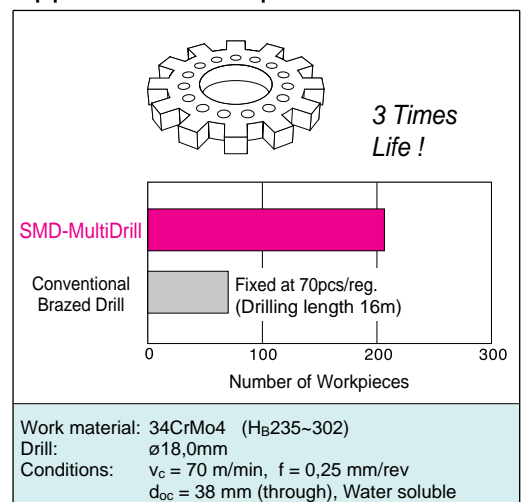 3 Times
Life !
SMD-MultiDrill
Conventional
Brazed Drill
Fixed at 70pcs/reg.
(Drilling length 16m)
0 100 200 300
Number of Workpieces
Work material: 34CrMo4 (HB235~302)
Drill: ø18,0mm
Conditions: vc = 70 m/min, f = 0,25 mm/rev
doc = 38 mm (through), Water soluble